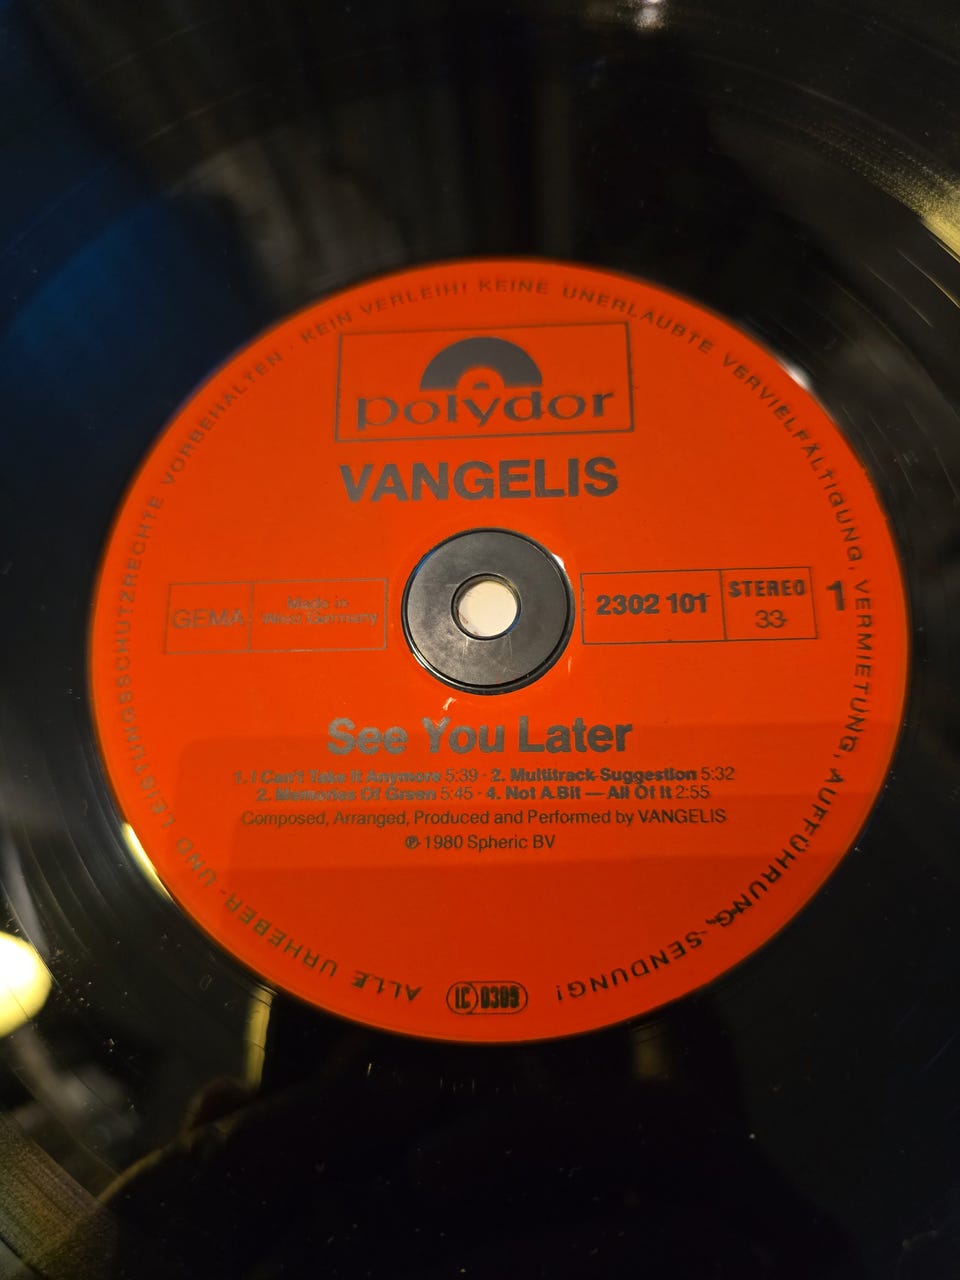 ALLE URHEBER- UND LEISTUNGSSCHUTZRECHTE VORBEHALTEN · KEIN VERLEIH! KEINE UNERLAUBTE VERVIELFÄLTIGUNG, VERMIETUNG, AUFFÜHRUNG, SENDUNG!
polydor
VANGELIS
GEMA
Made in
West Germany
2302 101
STEREO
33
1
See You Later
1. I Can't Take It Anymore 5:39 · 2. Multitrack Suggestion 5:32
2. Memories Of Green 5:45 · 4. Not A Bit — All Of It 2:55
Composed, Arranged, Produced and Performed by VANGELIS
℗ 1980 Spheric BV
LC 0309